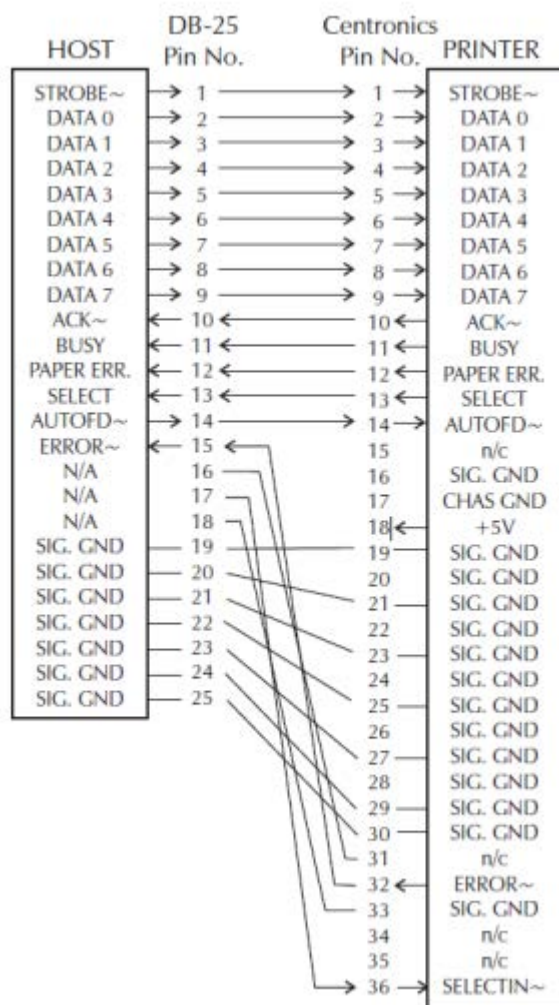 DB-25 Centronics
HOST Pin No. Pin No. PRINTER
STROBE~ 1 1 STROBE~
DATA 0 2 2 DATA 0
DATA 1 3 3 DATA 1
DATA 2 4 4 DATA 2
DATA 3 5 5 DATA 3
DATA 4 6 6 DATA 4
DATA 5 7 7 DATA 5
DATA 6 8 8 DATA 6
DATA 7 9 9 DATA 7
ACK~ 10 10 ACK~
BUSY 11 11 BUSY
PAPER ERR. 12 12 PAPER ERR.
SELECT 13 13 SELECT
AUTOFD~ 14 14 AUTOFD~
ERROR~ 15 15 n/c
N/A 16 16 SIG. GND
N/A 17 17 CHAS GND
N/A 18 18 +5V
SIG. GND 19 19 SIG. GND
SIG. GND 20 20 SIG. GND
SIG. GND 21 21 SIG. GND
SIG. GND 22 22 SIG. GND
SIG. GND 23 23 SIG. GND
SIG. GND 24 24 SIG. GND
SIG. GND 25 25 SIG. GND
26 SIG. GND
27 SIG. GND
28 SIG. GND
29 SIG. GND
30 SIG. GND
31 n/c
32 ERROR~
33 SIG. GND
34 n/c
35 n/c
36 SELECTIN~